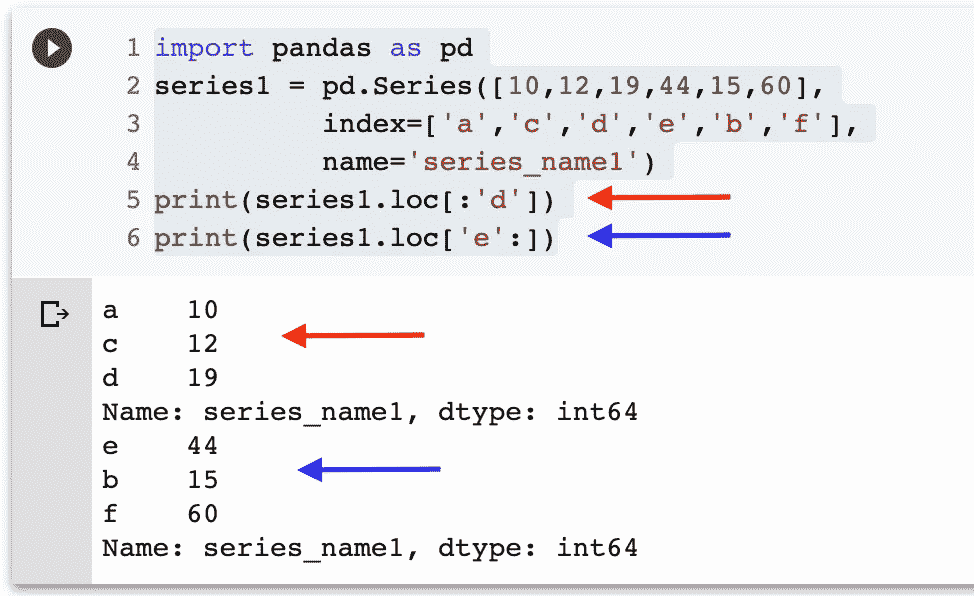 1 import pandas as pd
2 series1 = pd.Series([10,12,19,44,15,60],
3           index=['a','c','d','e','b','f'],
4           name='series_name1')
5 print(series1.loc[:'d'])
6 print(series1.loc['e':])
a    10
c    12
d    19
Name: series_name1, dtype: int64
e    44
b    15
f    60
Name: series_name1, dtype: int64